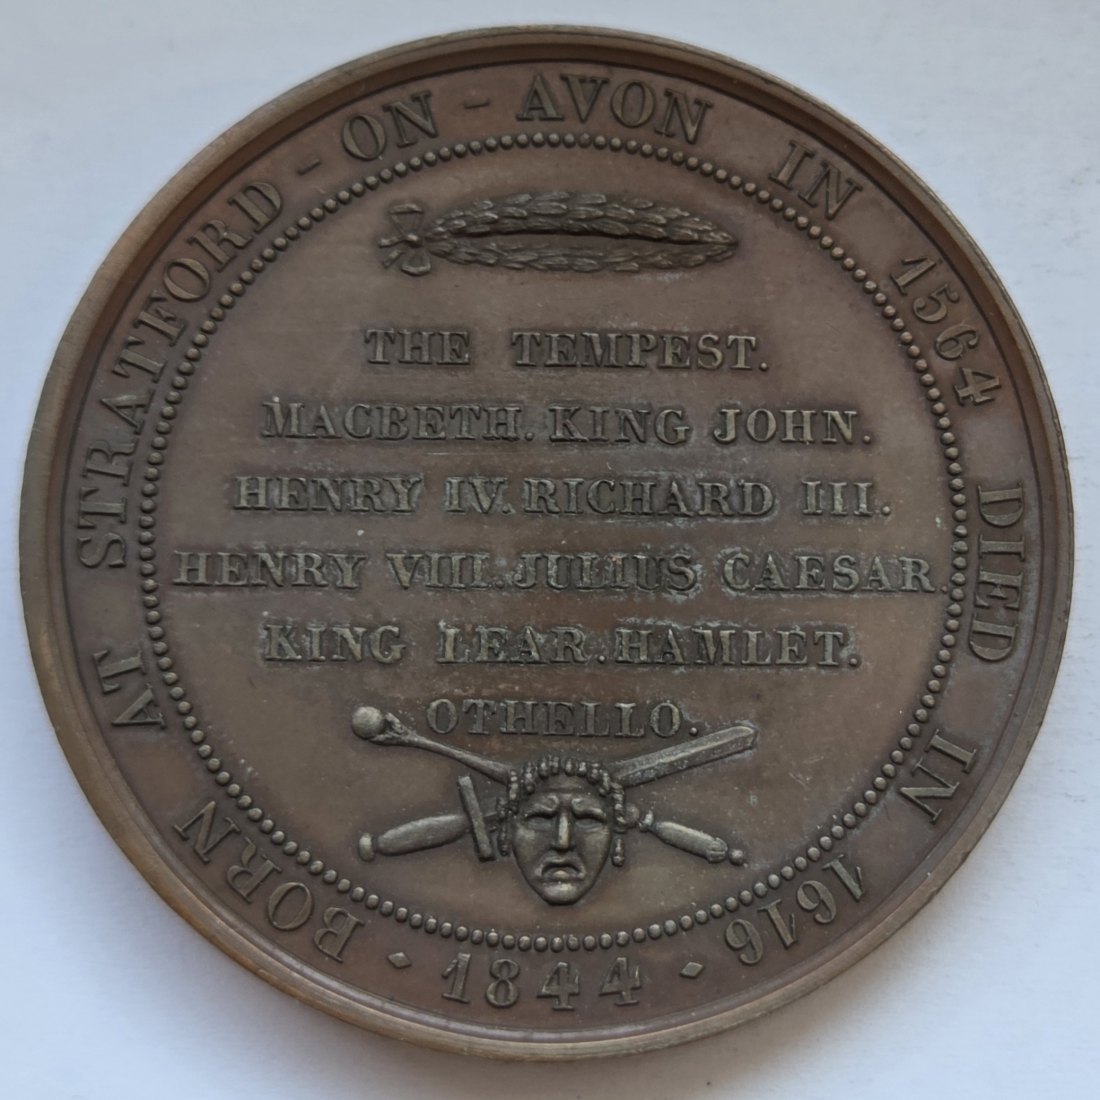 BORN AT STRATFORD - ON - AVON IN 1564 DIED IN 1616
THE TEMPEST.
MACBETH. KING JOHN.
HENRY IV. RICHARD III.
HENRY VIII. JULIUS CAESAR.
KING LEAR. HAMLET.
OTHELLO.
1844